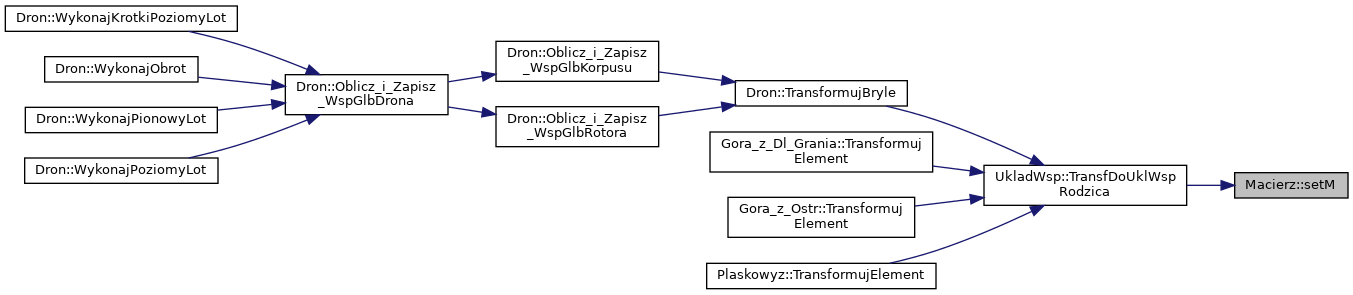 Dron::WykonajKrotkiPoziomyLot
Dron::WykonajObrot
Dron::WykonajPionowyLot
Dron::WykonajPoziomyLot
Dron::Oblicz_i_Zapisz
_WspGlbDrona
Dron::Oblicz_i_Zapisz
_WspGlbKorpusu
Dron::Oblicz_i_Zapisz
_WspGlbRotora
Dron::TransformujBryle
Gora_z_Dl_Grania::Transformuj
Element
Gora_z_Ostr::Transformuj
Element
Plaskowyz::TransformujElement
UkladWsp::TransfDoUklWsp
Rodzica
Macierz::setM